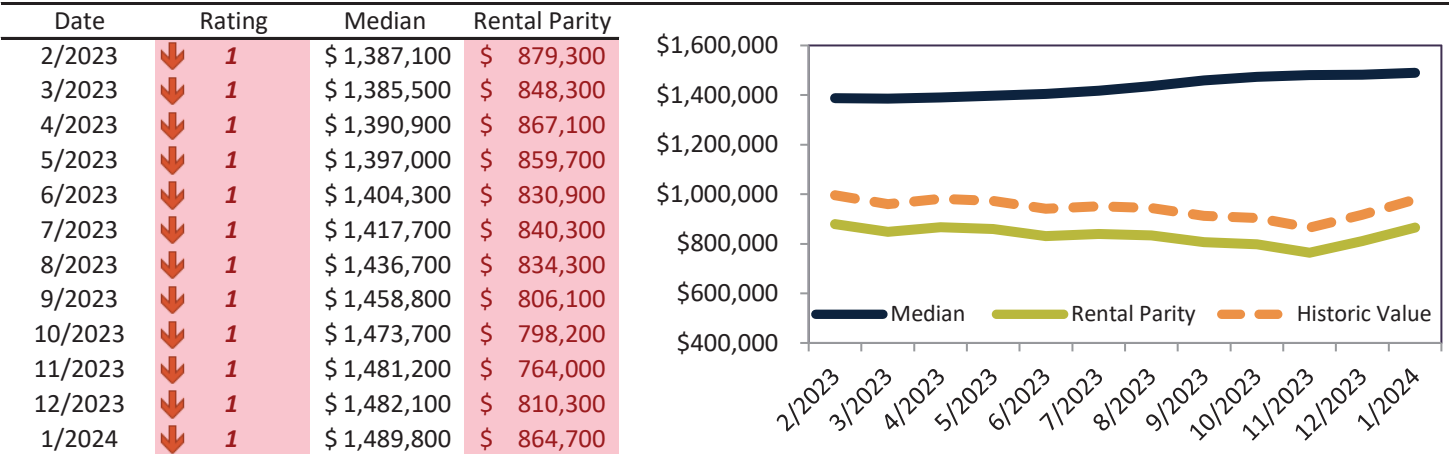 Date Rating Median Rental Parity
2/2023 1 $ 1,387,100 $ 879,300
3/2023 1 $ 1,385,500 $ 848,300
4/2023 1 $ 1,390,900 $ 867,100
5/2023 1 $ 1,397,000 $ 859,700
6/2023 1 $ 1,404,300 $ 830,900
7/2023 1 $ 1,417,700 $ 840,300
8/2023 1 $ 1,436,700 $ 834,300
9/2023 1 $ 1,458,800 $ 806,100
10/2023 1 $ 1,473,700 $ 798,200
11/2023 1 $ 1,481,200 $ 764,000
12/2023 1 $ 1,482,100 $ 810,300
1/2024 1 $ 1,489,800 $ 864,700
$1,600,000
$1,400,000
$1,200,000
$1,000,000
$800,000
$600,000
$400,000
Median Rental Parity Historic Value
2/2023 3/2023 4/2023 5/2023 6/2023 7/2023 8/2023 9/2023 10/2023 11/2023 12/2023 1/2024